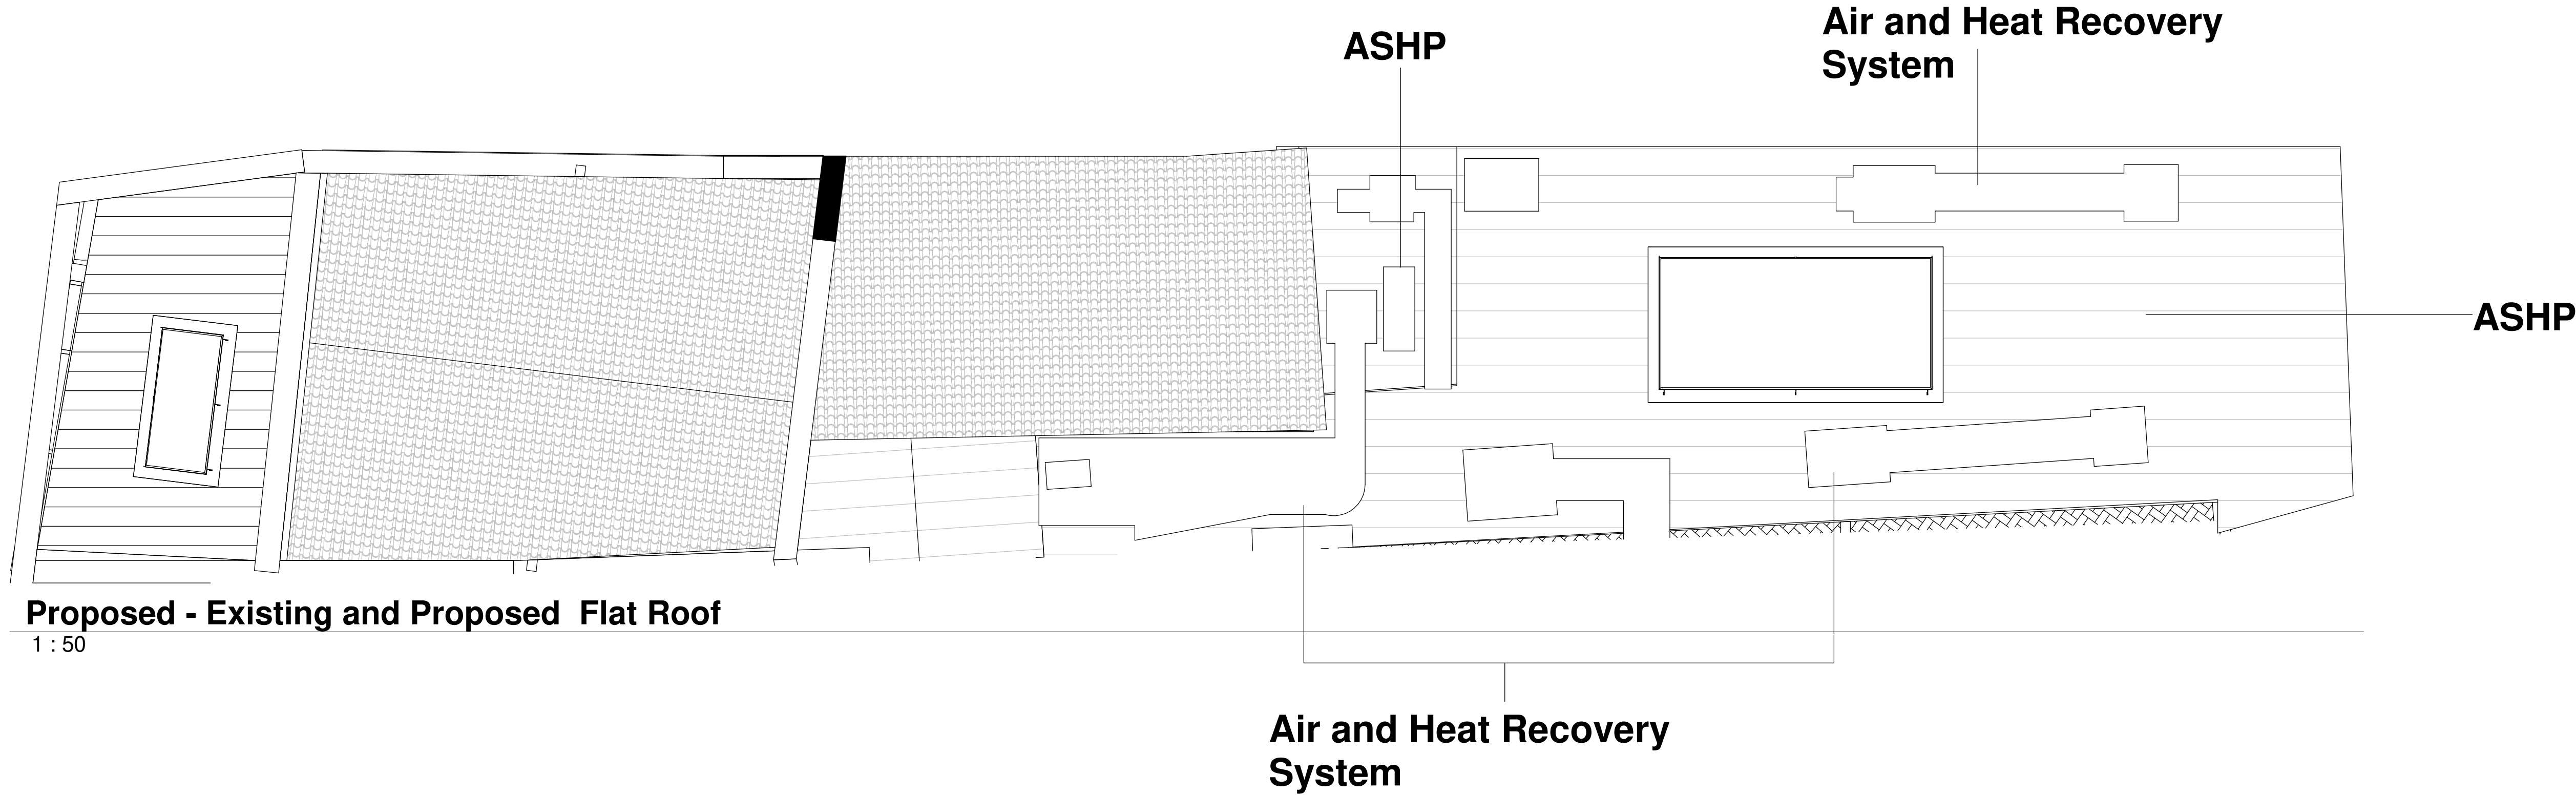 Air and Heat Recovery
System
ASHP
ASHP
Proposed - Existing and Proposed  Flat Roof
1 : 50
Air and Heat Recovery
System